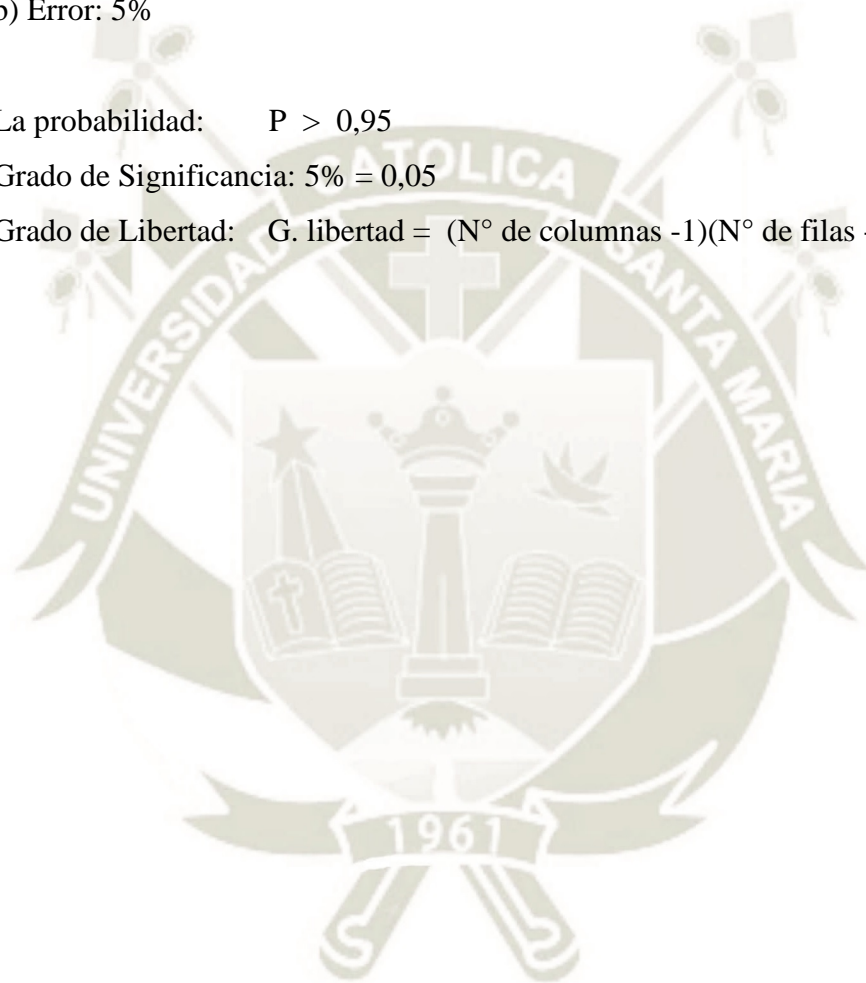 b) Error: 5%
La probabilidad: P > 0,95
Grado de Significancia: 5% = 0,05
Grado de Libertad: G. libertad = (N° de columnas -1)(N° de filas -
UNIVERSIDAD CATOLICA SANTA MARIA
1961